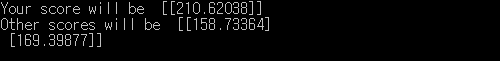 Your score will be  [[210.62038]]
Other scores will be  [[158.73364]
 [169.39877]]